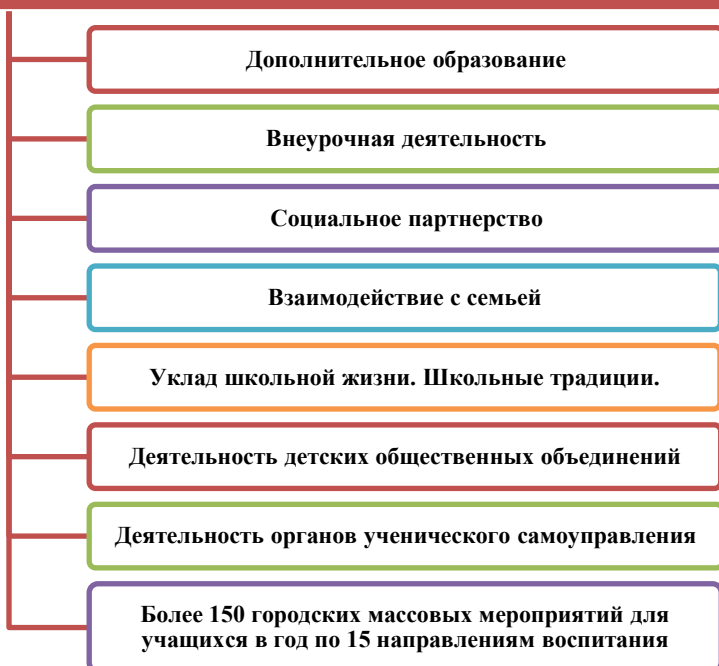 Дополнительное образование
Внеурочная деятельность
Социальное партнерство
Взаимодействие с семьей
Уклад школьной жизни. Школьные традиции.
Деятельность детских общественных объединений
Деятельность органов ученического самоуправления
Более 150 городских массовых мероприятий для
учащихся в год по 15 направлениям воспитания